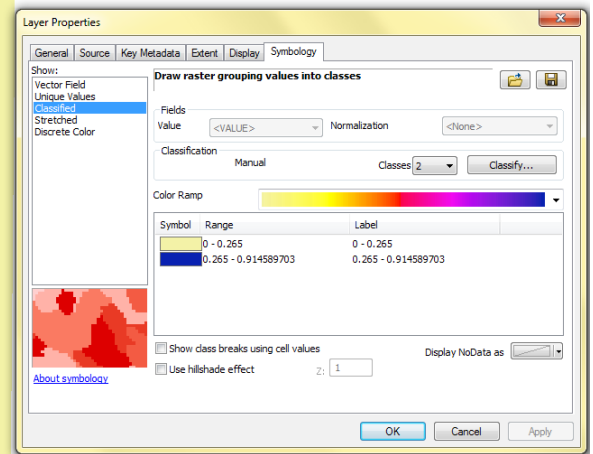 Layer Properties
General Source Key Metadata Extent Display Symbology
Show:
Vector Field
Unique Values
Classified
Stretched
Discrete Color
About symbology
Draw raster grouping values into classes
Fields
Value <VALUE> Normalization <None>
Classification
Manual Classes 2 Classify...
Color Ramp
Symbol Range Label
0 - 0.265 0 - 0.265
0.265 - 0.914589703 0.265 - 0.914589703
Show class breaks using cell values Display NoData as
Use hillshade effect Z: 1
OK Cancel Apply